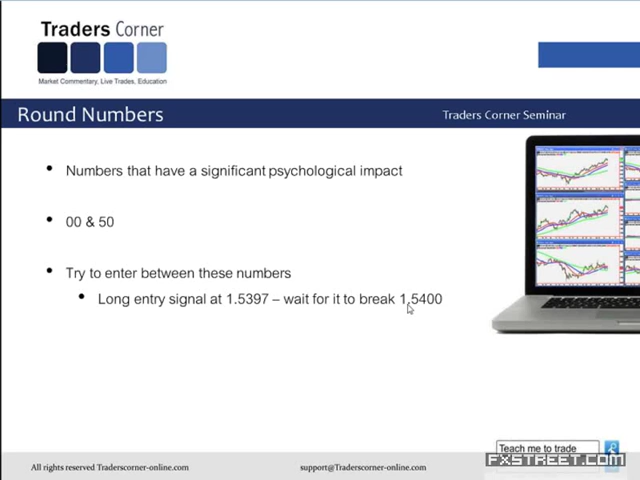 Traders Corner
Market Commentary, Live Trades, Education
Round Numbers
Traders Corner Seminar
Numbers that have a significant psychological impact
00 & 50
Try to enter between these numbers
Long entry signal at 1.5397 – wait for it to break 1.5400
Teach me to trade
FXSTREET.COM
All rights reserved Traderscorner-online.com
support@Traderscorner-online.com